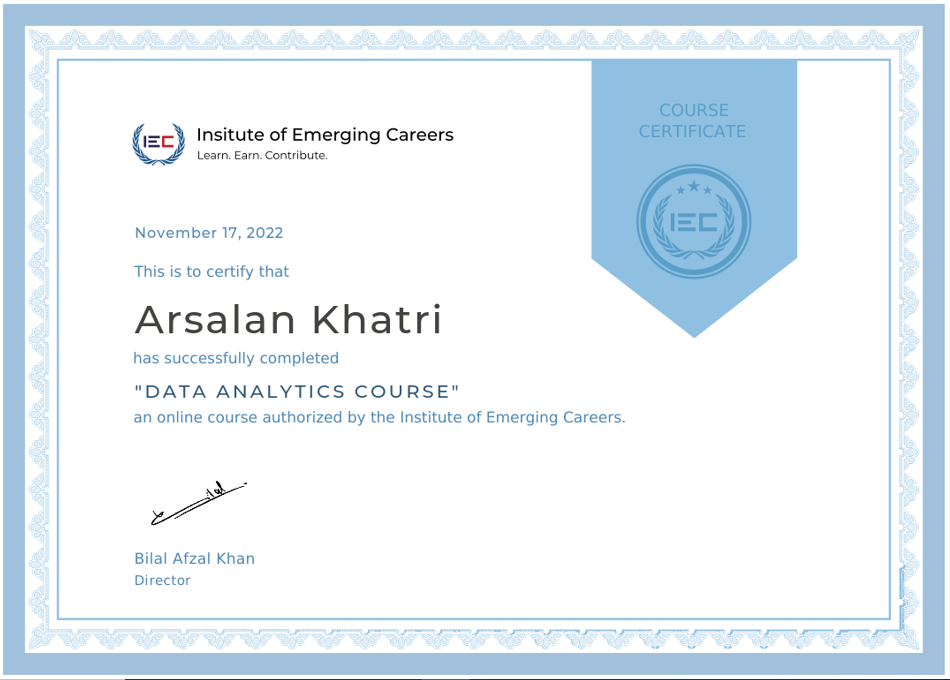 COURSE
CERTIFICATE
IEC
Insitute of Emerging Careers
Learn. Earn. Contribute.
IEC
November 17, 2022
This is to certify that
Arsalan Khatri
has successfully completed
"DATA ANALYTICS COURSE"
an online course authorized by the Institute of Emerging Careers.
Bilal Afzal Khan
Director